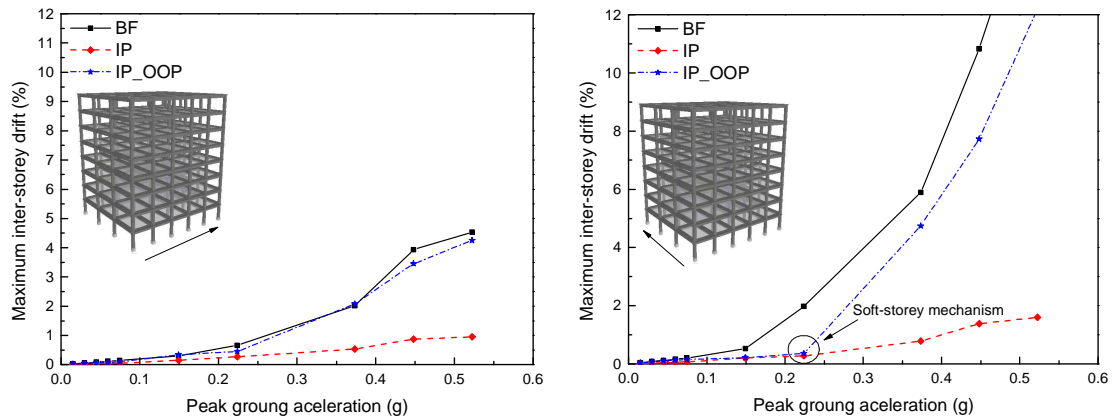 12
11
10
9
8
7
6
5
4
3
2
1
0
Maximum inter-storey drift (%)
BF
IP
IP_OOP
0.0 0.1 0.2 0.3 0.4 0.5 0.6
Peak groung aceleration (g)
12
10
8
6
4
2
0
Maximum inter-storey drift (%)
BF
IP
IP_OOP
Soft-storey mechanism
0.0 0.1 0.2 0.3 0.4 0.5 0.6
Peak groung aceleration (g)